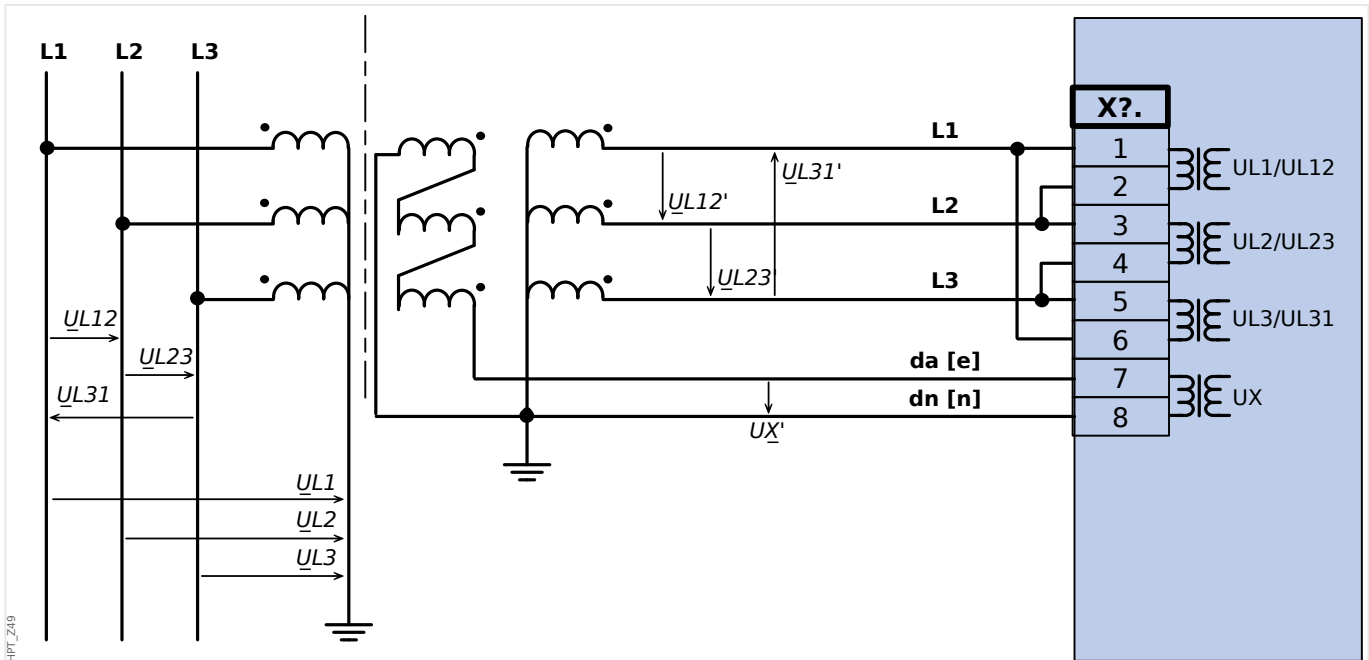 L1 L2 L3
X?.
L1
1
UL1/UL12
UL31'
2
UL12'
L2
3
UL2/UL23
UL23'
4
L3
5
UL3/UL31
UL12
6
UL23
da [e]
7
UL31
dn [n]
8
UX
UX'
UL1
UL2
UL3
HPT_Z49